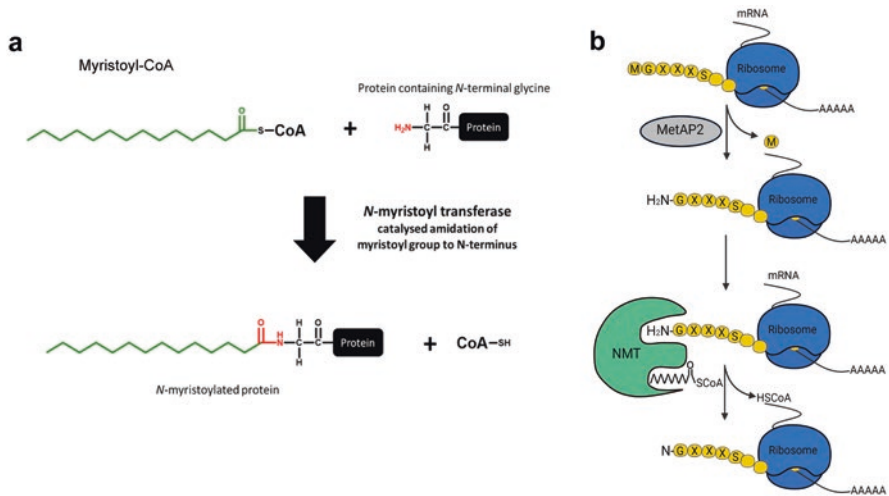 a
Myristoyl-CoA
O
S-CoA
+
Protein containing N-terminal glycine
H₂N
H
C
H
O
C
Protein
N-myristoyl transferase
catalysed amidation of
myristoyl group to N-terminus
O
H
N
H
C
H
O
C
Protein
+
CoA-SH
N-myristoylated protein
b
mRNA
M G X X X S
Ribosome
AAAAA
MetAP2
M
H₂N-G X X X S
Ribosome
AAAAA
mRNA
NMT
H₂N-G X X X S
Ribosome
AAAAA
O
SCoA
HSCoA
N-G X X X S
Ribosome
AAAAA